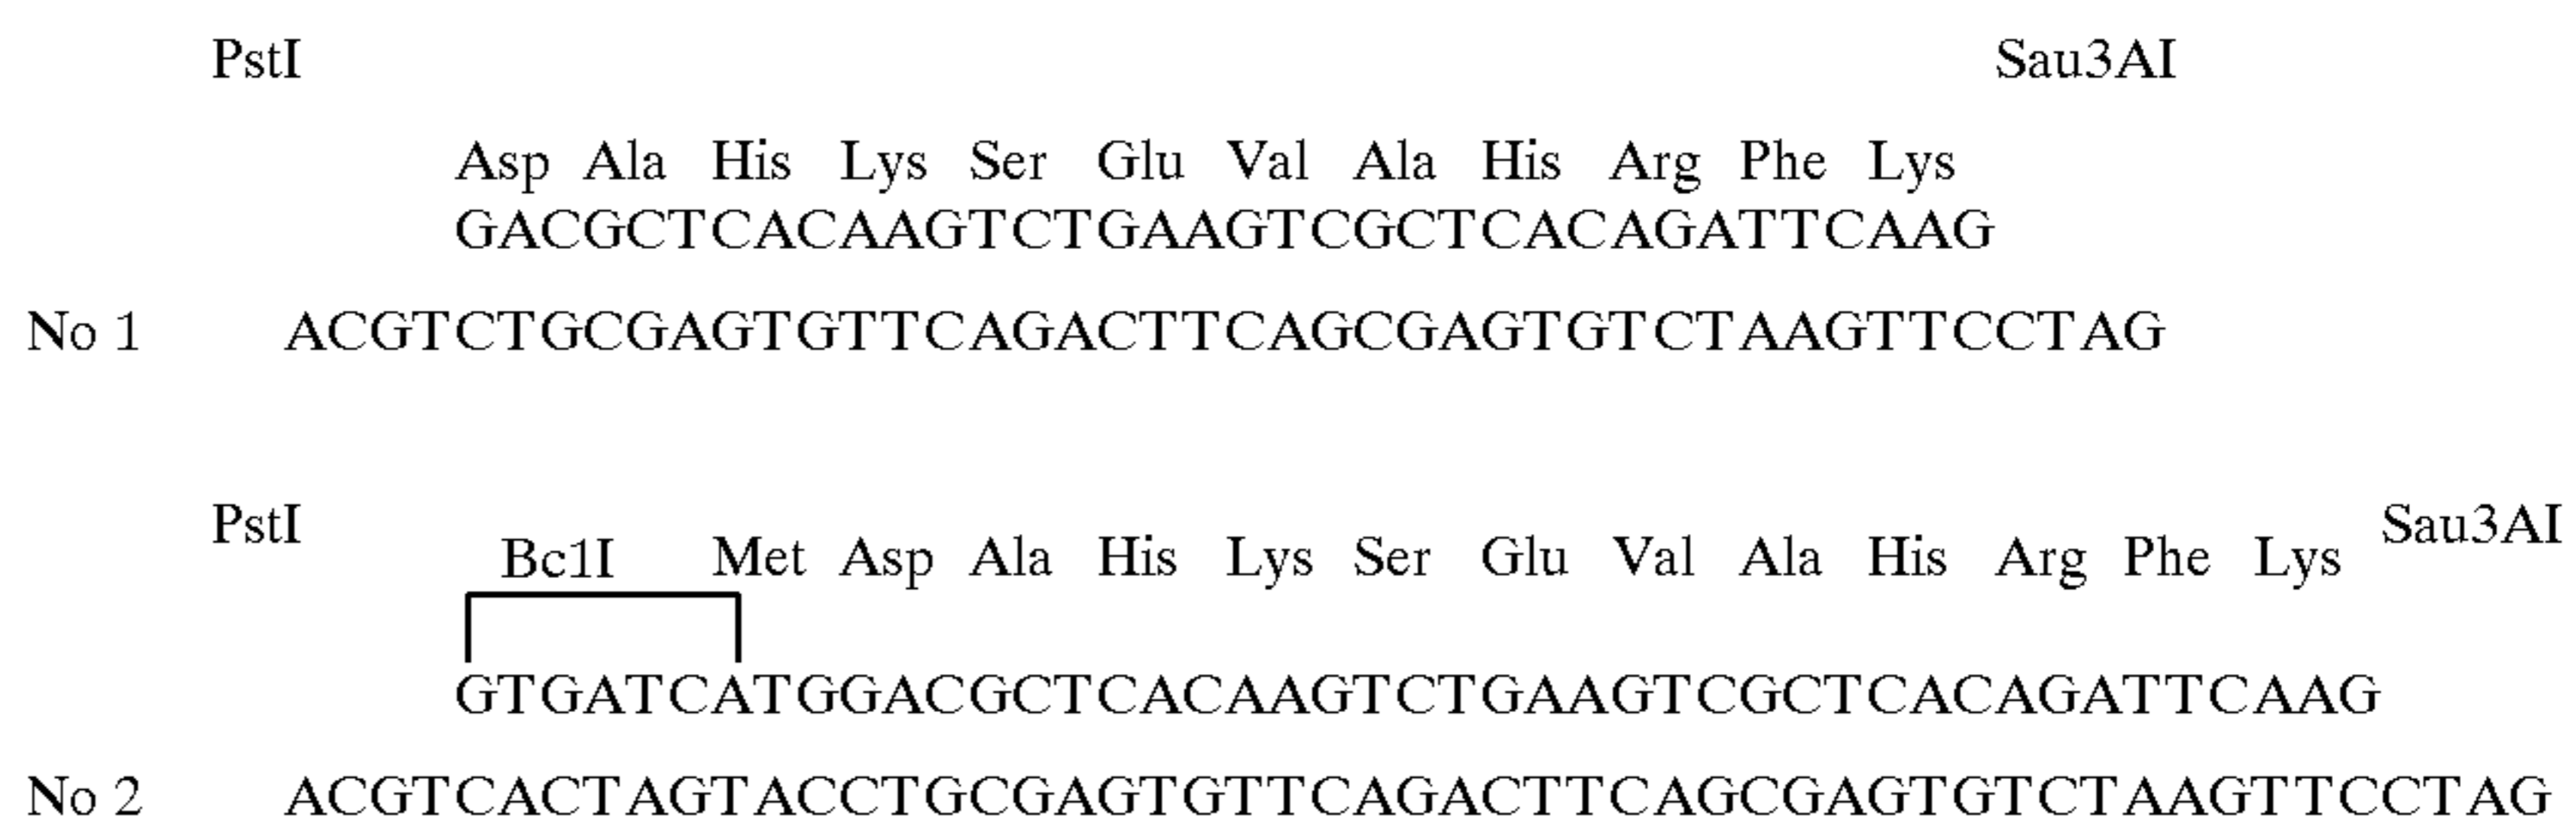 PstI Sau3AI
Asp Ala His Lys Ser Glu Val Ala His Arg Phe Lys
GACGCTCACAAGTCTGAAGTCGCTCACAGATTCAAG
No 1 ACGTCTGCGAGTGTTCAGACTTCAGCGAGTGTCTAAGTTCCTAG
PstI Sau3AI
Bc1I Met Asp Ala His Lys Ser Glu Val Ala His Arg Phe Lys
GTGATCATGGACGCTCACAAGTCTGAAGTCGCTCACAGATTCAAG
No 2 ACGTCACTAGTACCTGCGAGTGTTCAGACTTCAGCGAGTGTCTAAGTTCCTAG